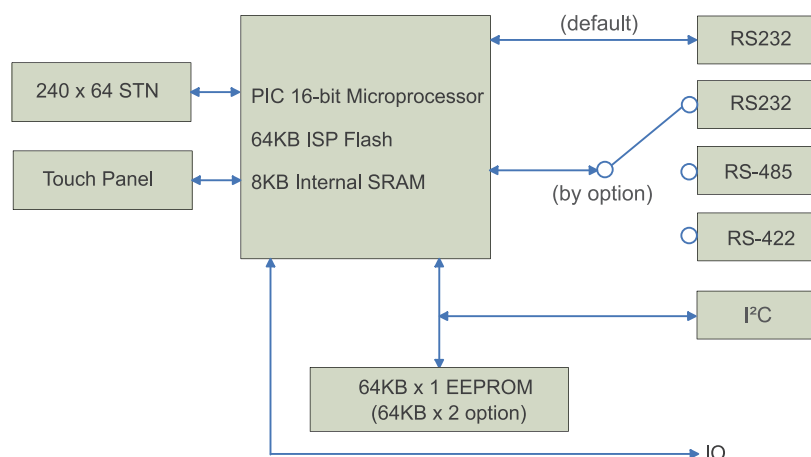 (default)
RS232
240 x 64 STN
PIC 16-bit Microprocessor
64KB ISP Flash
8KB Internal SRAM
Touch Panel
RS232
RS-485
(by option)
RS-422
I²C
64KB x 1 EEPROM
(64KB x 2 option)
IO